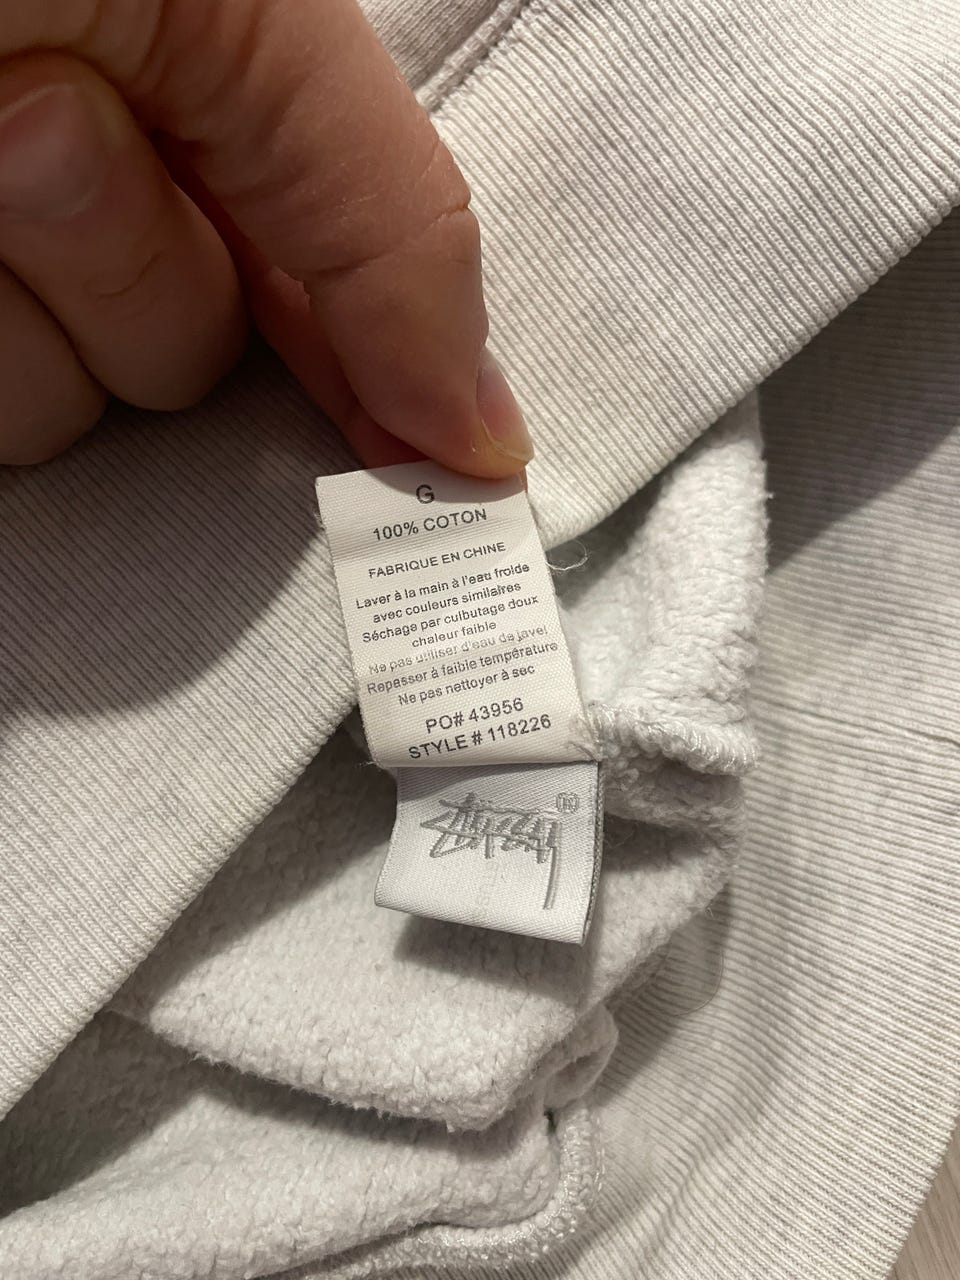 G
100% COTON
FABRIQUE EN CHINE
Laver à la main à l'eau froide
avec couleurs similaires
Séchage par culbutage doux
chaleur faible
Ne pas utiliser d'eau de javel
Repasser à faible température
Ne pas nettoyer à sec
PO# 43956
STYLE # 118226
Stüssy ®